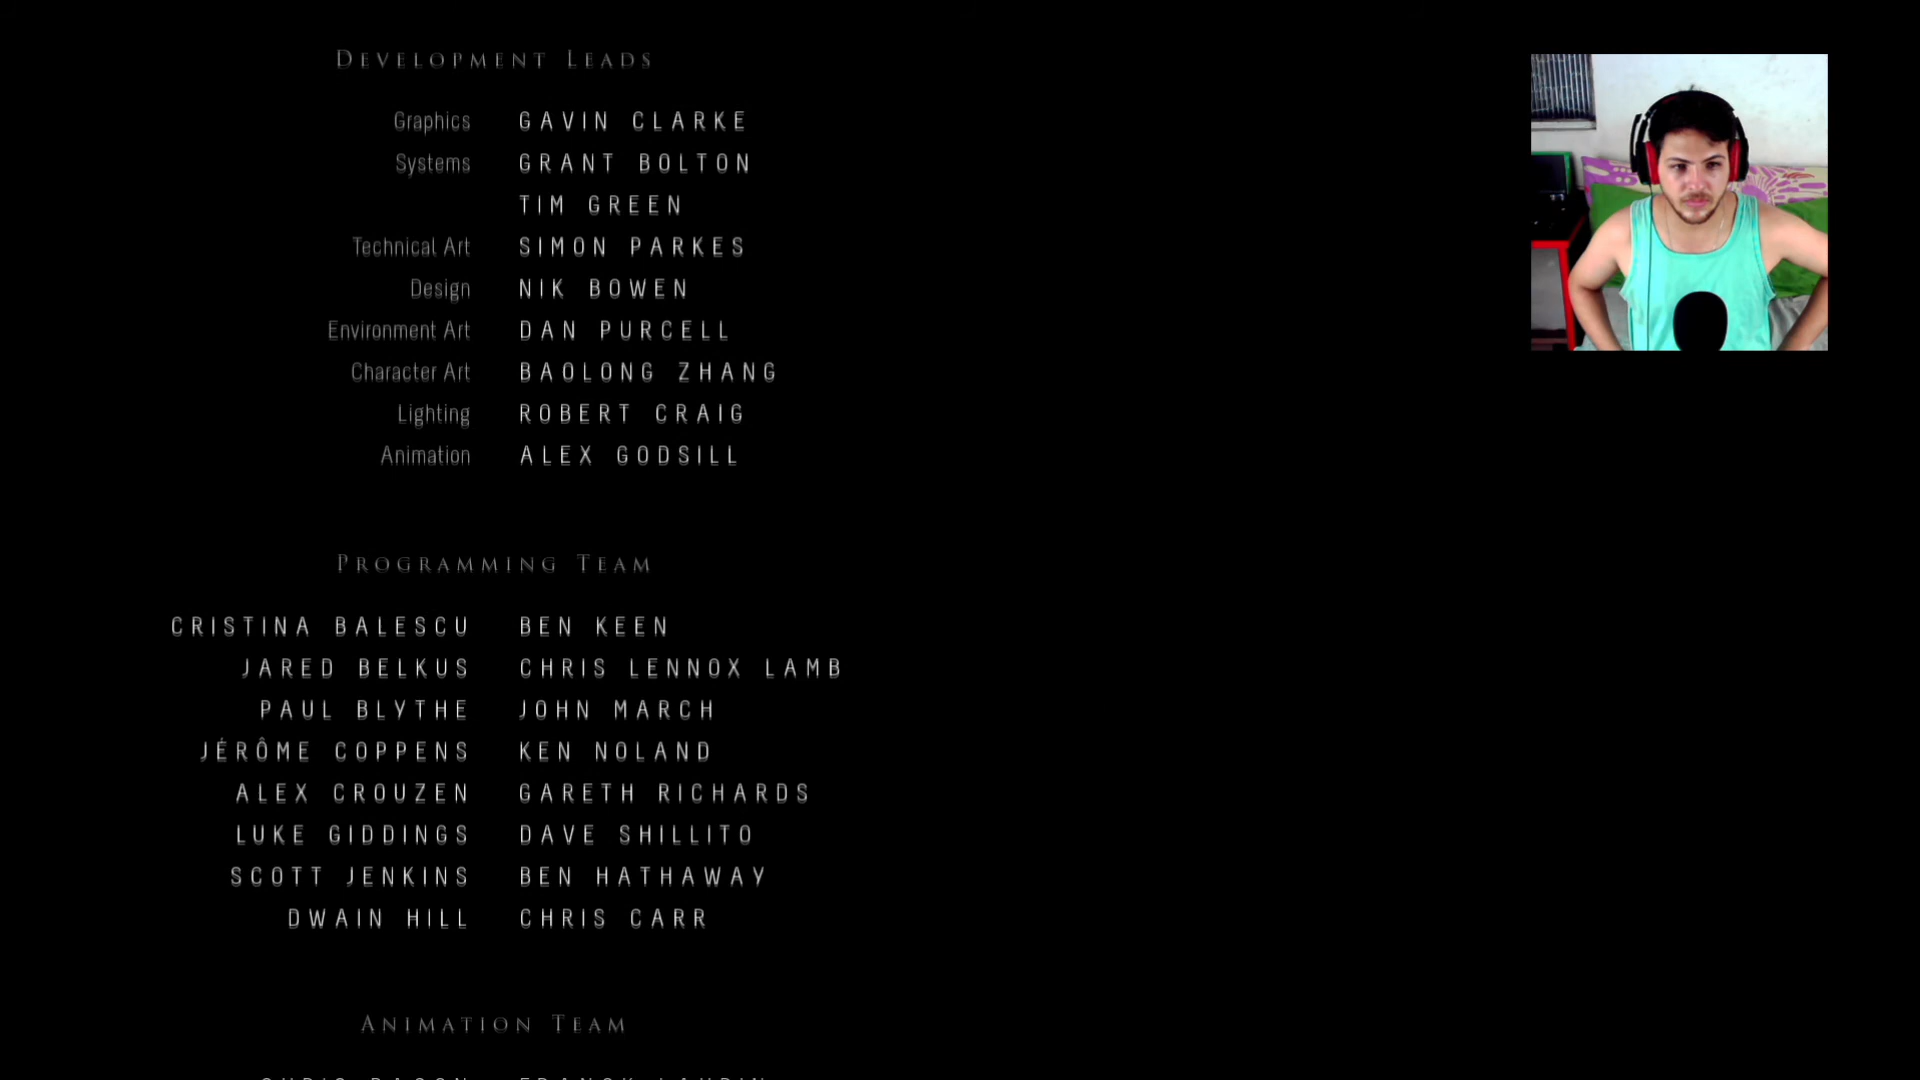 DEVELOPMENT LEADS
Graphics GAVIN CLARKE
Systems GRANT BOLTON
TIM GREEN
Technical Art SIMON PARKES
Design NIK BOWEN
Environment Art DAN PURCELL
Character Art BAOLONG ZHANG
Lighting ROBERT CRAIG
Animation ALEX GODSILL
PROGRAMMING TEAM
CRISTINA BALESCU BEN KEEN
JARED BELKUS CHRIS LENNOX LAMB
PAUL BLYTHE JOHN MARCH
JÉRÔME COPPENS KEN NOLAND
ALEX CROUZEN GARETH RICHARDS
LUKE GIDDINGS DAVE SHILLITO
SCOTT JENKINS BEN HATHAWAY
DWAIN HILL CHRIS CARR
ANIMATION TEAM